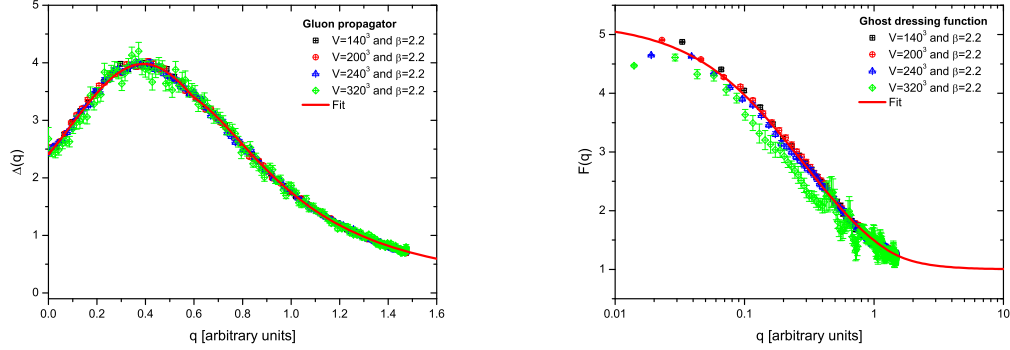 Gluon propagator
V=140³ and β=2.2
V=200³ and β=2.2
V=240³ and β=2.2
V=320³ and β=2.2
Fit
5
4
3
2
1
0
Δ(q)
0.0 0.2 0.4 0.6 0.8 1.0 1.2 1.4 1.6
q [arbitrary units]
Ghost dressing function
V=140³ and β=2.2
V=200³ and β=2.2
V=240³ and β=2.2
V=320³ and β=2.2
Fit
5
4
3
2
1
F(q)
0.01 0.1 1 10
q [arbitrary units]